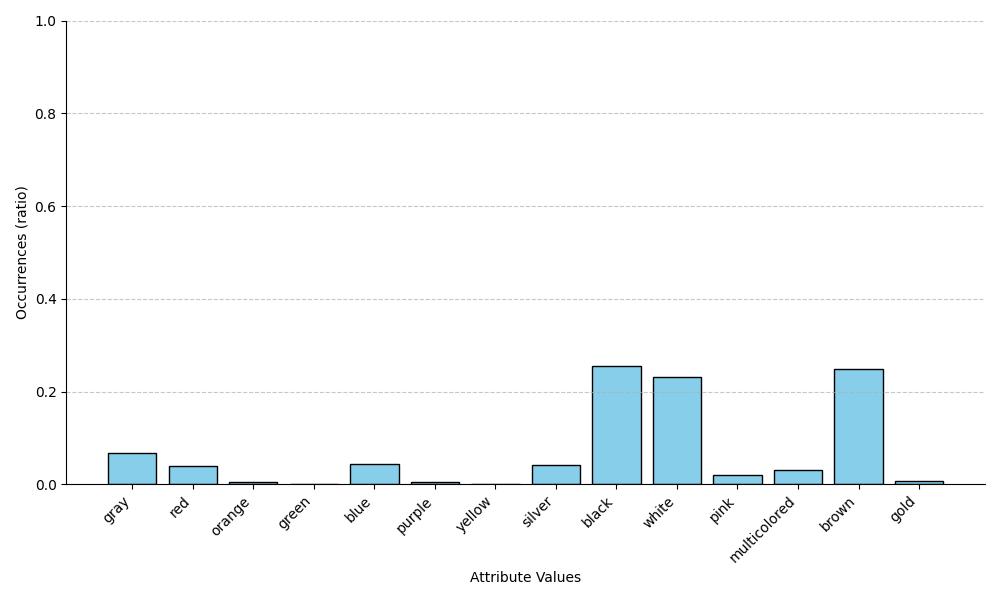 1.0
0.8
0.6
0.4
0.2
0.0
Occurrences (ratio)
gray
red
orange
green
blue
purple
yellow
silver
black
white
pink
multicolored
brown
gold
Attribute Values